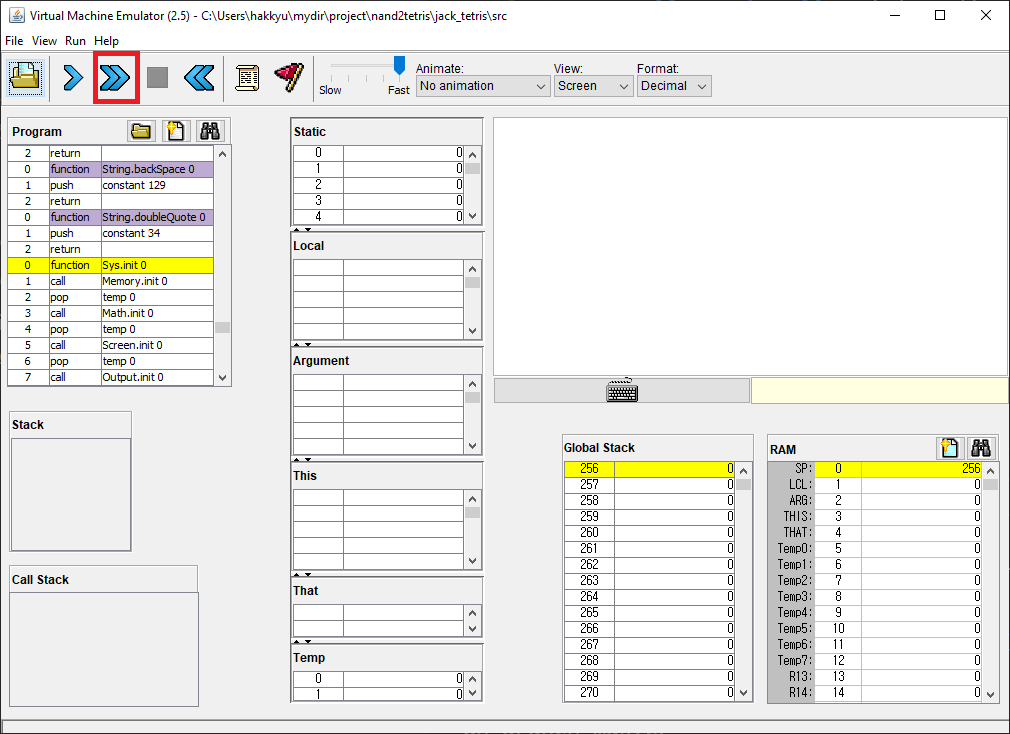 Virtual Machine Emulator (2.5) - C:\Users\hakkyu\mydir\project\nand2tetris\jack_tetris\src
File View Run Help
Slow Fast
Animate: View: Format:
No animation Screen Decimal
Program
2 return
0 function String.backSpace 0
1 push constant 129
2 return
0 function String.doubleQuote 0
1 push constant 34
2 return
0 function Sys.init 0
1 call Memory.init 0
2 pop temp 0
3 call Math.init 0
4 pop temp 0
5 call Screen.init 0
6 pop temp 0
7 call Output.init 0
Stack
Call Stack
Static
0 0
1 0
2 0
3 0
4 0
Local
Argument
This
That
Temp
0 0
1 0
Global Stack
256 0
257 0
258 0
259 0
260 0
261 0
262 0
263 0
264 0
265 0
266 0
267 0
268 0
269 0
270 0
RAM
SP: 0 256
LCL: 1 0
ARG: 2 0
THIS: 3 0
THAT: 4 0
Temp0: 5 0
Temp1: 6 0
Temp2: 7 0
Temp3: 8 0
Temp4: 9 0
Temp5: 10 0
Temp6: 11 0
Temp7: 12 0
R13: 13 0
R14: 14 0